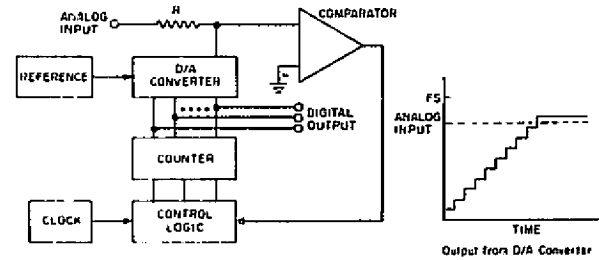 ANALOG
INPUT
R
COMPARATOR
REFERENCE
D/A
CONVERTER
DIGITAL
OUTPUT
COUNTER
CLOCK
CONTROL
LOGIC
FS
ANALOG
INPUT
TIME
Output from D/A Converter